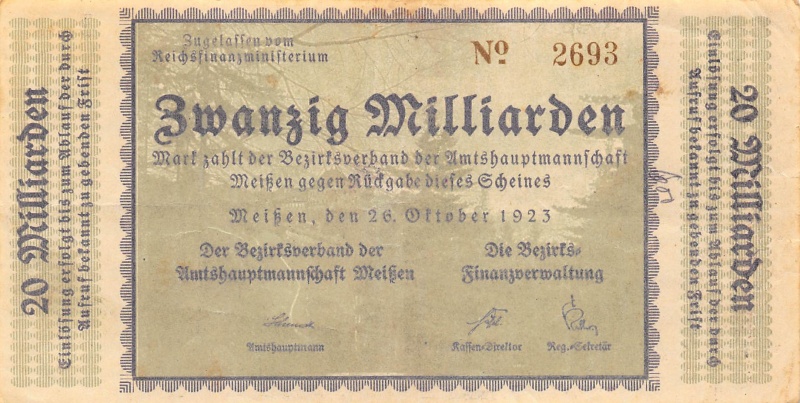 20 Milliarden
Einlösung erfolgt bis zum Ablauf der durch
Aufruf bekannt zu gebenden Frist
Zugelassen vom
Reichsfinanzministerium
No 2693
Zwanzig Milliarden
Mark zahlt der Bezirksverband der Amtshauptmannschaft
Meißen gegen Rückgabe dieses Scheines
Meißen, den 26. Oktober 1923
Der Bezirksverband der
Amtshauptmannschaft Meißen
Die Bezirks-
Finanzverwaltung
Amtshauptmann
Kassen-Direktor
Reg.-Sekretär
20 Milliarden
Einlösung erfolgt bis zum Ablauf der durch
Aufruf bekannt zu gebenden Frist